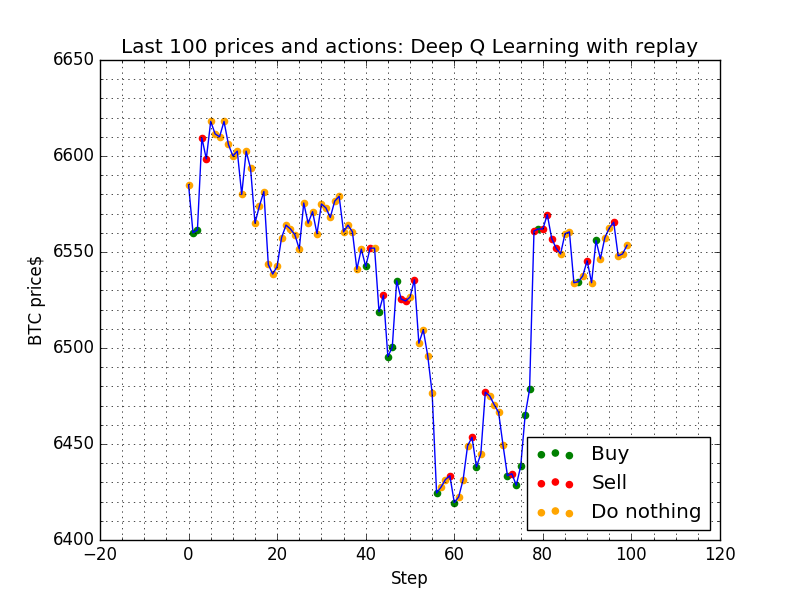 Last 100 prices and actions: Deep Q Learning with replay
6650
6600
6550
6500
6450
6400
BTC price$
Buy
Sell
Do nothing
−20 0 20 40 60 80 100 120
Step